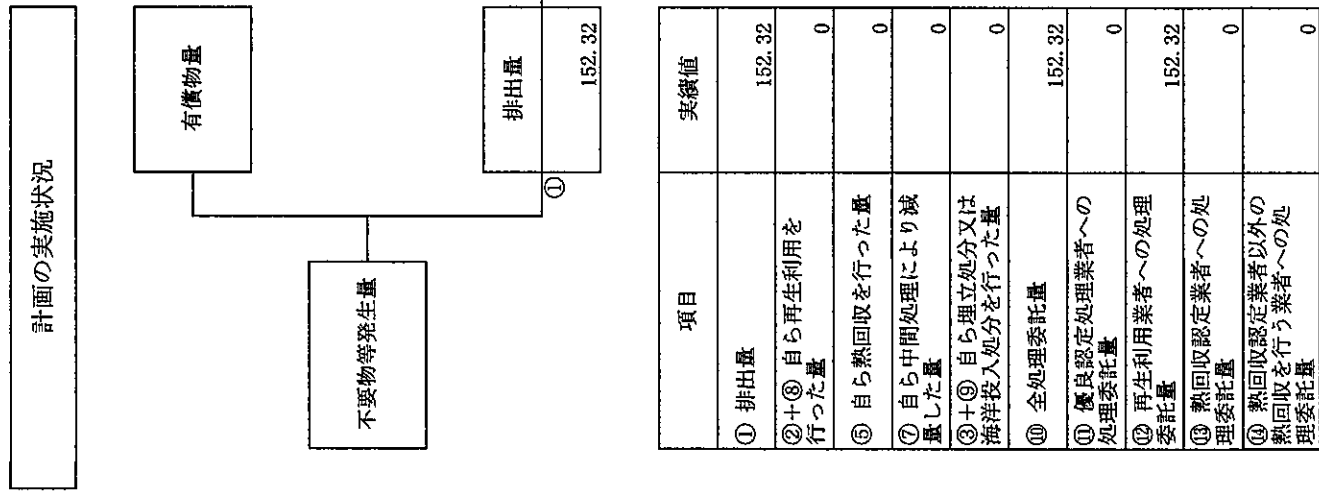 計画の実施状況
有償物量
不要物等発生量
排出量
①
152.32
項目
実績値
① 排出量
152.32
②+⑧ 自ら再生利用を
行った量
0
⑤ 自ら熱回収を行った量
0
⑦ 自ら中間処理により減
量した量
0
③+⑨ 自ら埋立処分又は
海洋投入処分を行った量
0
⑩ 全処理委託量
152.32
⑪ 優良認定処理業者への
処理委託量
0
⑫ 再生利用業者への処理
委託量
152.32
⑬ 熱回収認定業者への処
理委託量
0
⑭ 熱回収認定業者以外の
熱回収を行う業者への処
理委託量
0